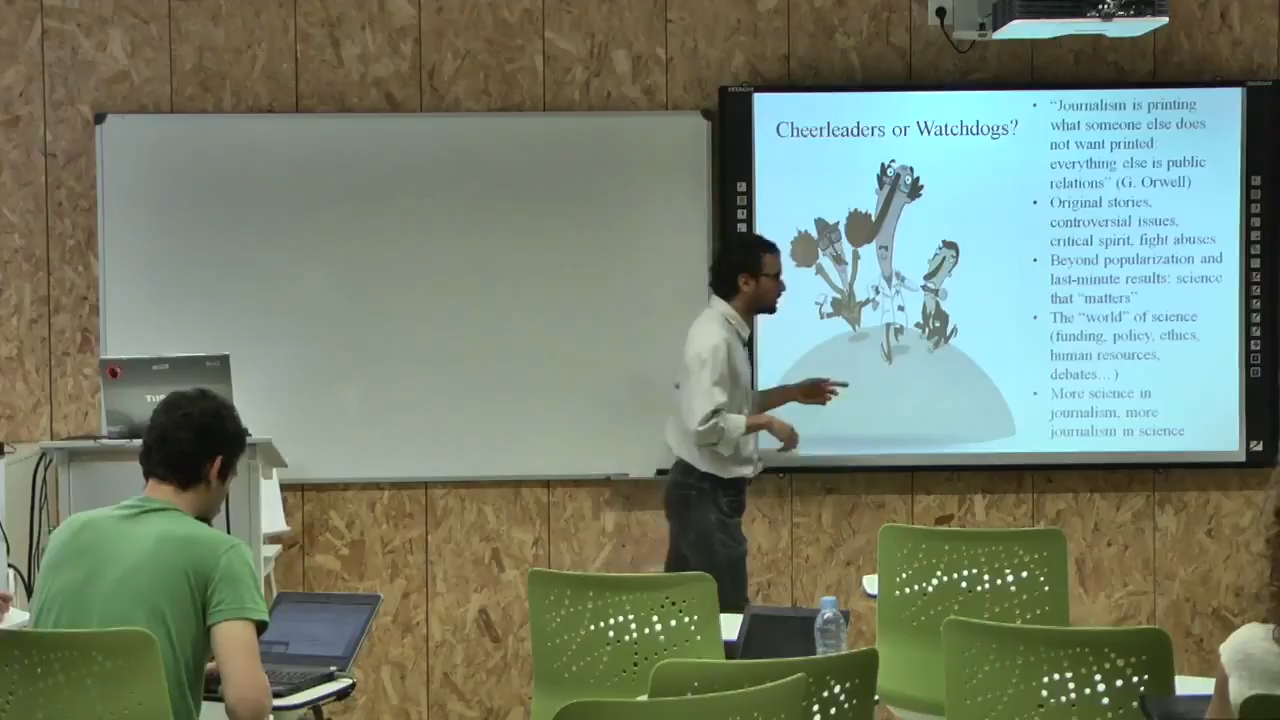 HITACHI
Cheerleaders or Watchdogs?
• "Journalism is printing
what someone else does
not want printed:
everything else is public
relations" (G. Orwell)
• Original stories,
controversial issues,
critical spirit, fight abuses
• Beyond popularization and
last-minute results: science
that "matters"
• The "world" of science
(funding, policy, ethics,
human resources,
debates…)
• More science in
journalism, more
journalism in science